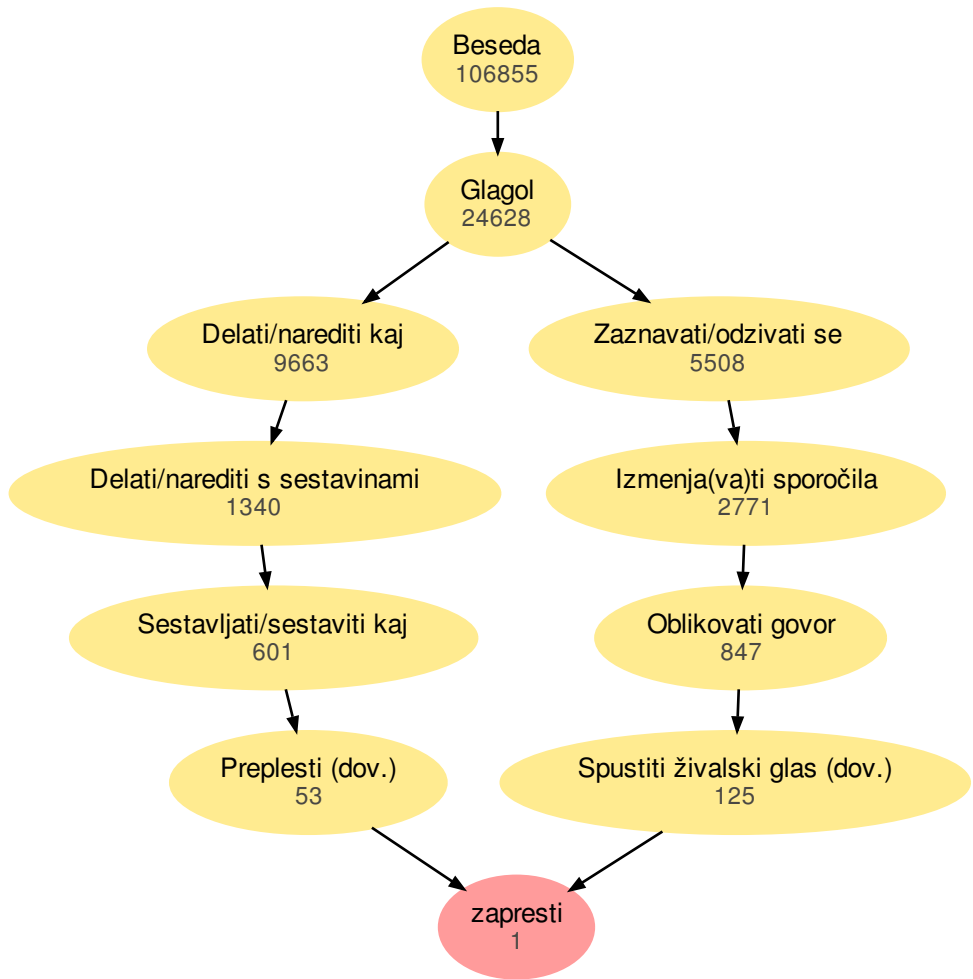 Beseda
106855
Glagol
24628
Delati/narediti kaj
9663
Zaznavati/odzivati se
5508
Delati/narediti s sestavinami
1340
Izmenja(va)ti sporočila
2771
Sestavljati/sestaviti kaj
601
Oblikovati govor
847
Preplesti (dov.)
53
Spustiti živalski glas (dov.)
125
zapresti
1